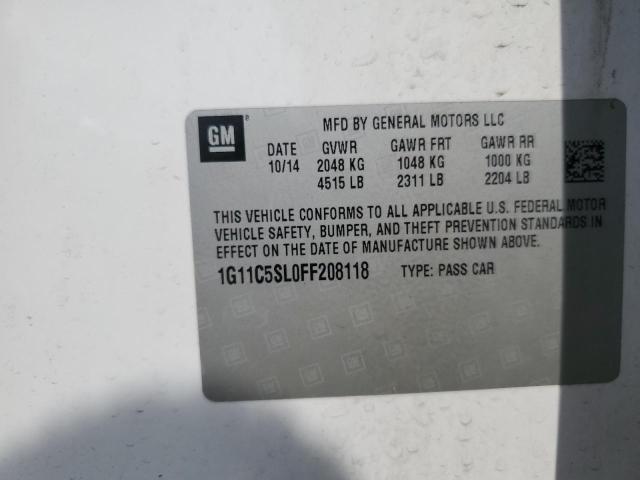 GM ®
MFD BY GENERAL MOTORS LLC
DATE GVWR GAWR FRT GAWR RR
10/14 2048 KG 1048 KG 1000 KG
4515 LB 2311 LB 2204 LB
THIS VEHICLE CONFORMS TO ALL APPLICABLE U.S. FEDERAL MOTOR
VEHICLE SAFETY, BUMPER, AND THEFT PREVENTION STANDARDS IN
EFFECT ON THE DATE OF MANUFACTURE SHOWN ABOVE.
1G11C5SL0FF208118 TYPE: PASS CAR